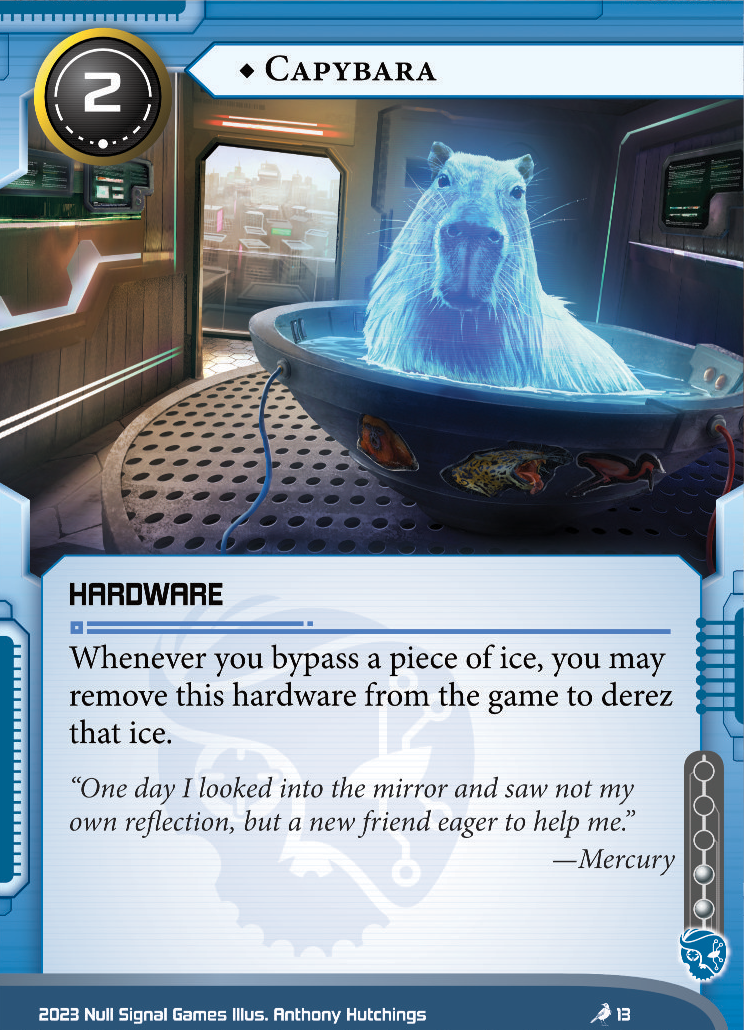 2
◆ CAPYBARA
HARDWARE
Whenever you bypass a piece of ice, you may
remove this hardware from the game to derez
that ice.
“One day I looked into the mirror and saw not my
own reflection, but a new friend eager to help me.”
—Mercury
2023 Null Signal Games Illus. Anthony Hutchings
13